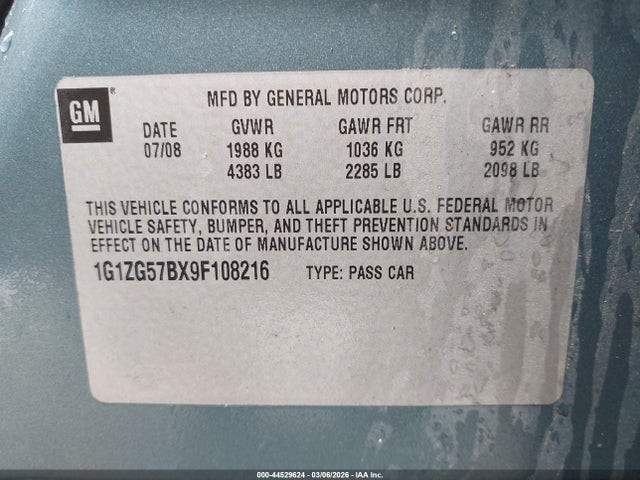 GM®
MFD BY GENERAL MOTORS CORP.
DATE GVWR GAWR FRT GAWR RR
07/08 1988 KG 1036 KG 952 KG
4383 LB 2285 LB 2098 LB
THIS VEHICLE CONFORMS TO ALL APPLICABLE U.S. FEDERAL MOTOR
VEHICLE SAFETY, BUMPER, AND THEFT PREVENTION STANDARDS IN
EFFECT ON THE DATE OF MANUFACTURE SHOWN ABOVE.
1G1ZG57BX9F108216 TYPE: PASS CAR
000-44529624 - 03/06/2026 - IAA Inc.